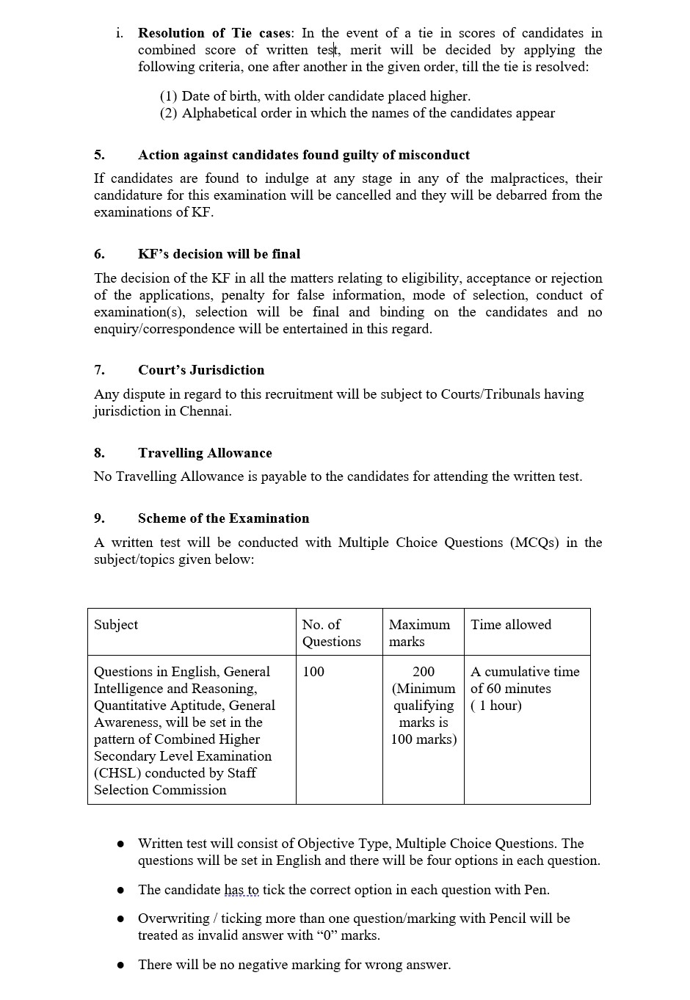 i. Resolution of Tie cases: In the event of a tie in scores of candidates in
combined score of written test, merit will be decided by applying the
following criteria, one after another in the given order, till the tie is resolved:
(1) Date of birth, with older candidate placed higher.
(2) Alphabetical order in which the names of the candidates appear
5. Action against candidates found guilty of misconduct
If candidates are found to indulge at any stage in any of the malpractices, their
candidature for this examination will be cancelled and they will be debarred from the
examinations of KF.
6. KF’s decision will be final
The decision of the KF in all the matters relating to eligibility, acceptance or rejection
of the applications, penalty for false information, mode of selection, conduct of
examination(s), selection will be final and binding on the candidates and no
enquiry/correspondence will be entertained in this regard.
7. Court’s Jurisdiction
Any dispute in regard to this recruitment will be subject to Courts/Tribunals having
jurisdiction in Chennai.
8. Travelling Allowance
No Travelling Allowance is payable to the candidates for attending the written test.
9. Scheme of the Examination
A written test will be conducted with Multiple Choice Questions (MCQs) in the
subject/topics given below:
Subject
No. of
Questions
Maximum
marks
Time allowed
Questions in English, General
Intelligence and Reasoning,
Quantitative Aptitude, General
Awareness, will be set in the
pattern of Combined Higher
Secondary Level Examination
(CHSL) conducted by Staff
Selection Commission
100
200
(Minimum
qualifying
marks is
100 marks)
A cumulative time
of 60 minutes
( 1 hour)
● Written test will consist of Objective Type, Multiple Choice Questions. The
questions will be set in English and there will be four options in each question.
● The candidate has to tick the correct option in each question with Pen.
● Overwriting / ticking more than one question/marking with Pencil will be
treated as invalid answer with “0” marks.
● There will be no negative marking for wrong answer.